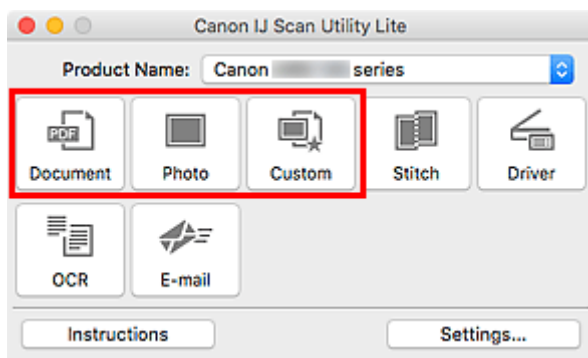 Canon IJ Scan Utility Lite
Product Name: Canon series
PDF
Document Photo Custom Stitch Driver
OCR E-mail
Instructions Settings...